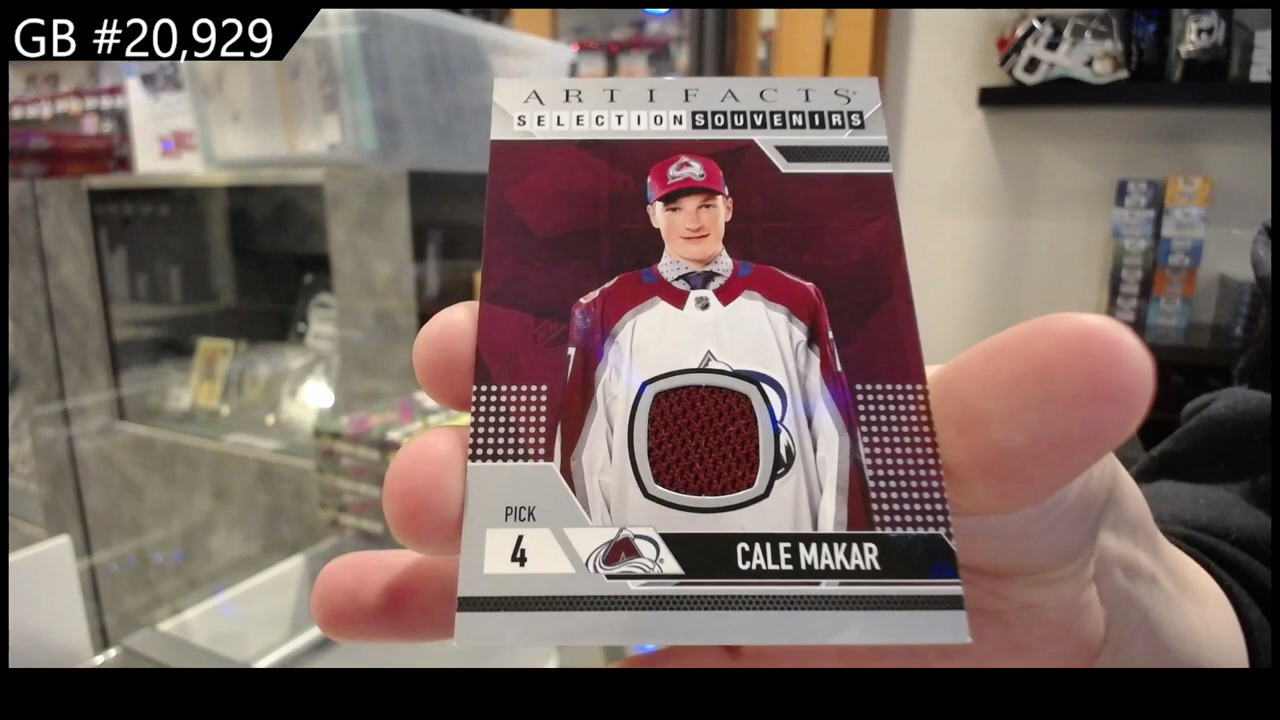 GB #20,929
ARTIFACTS
SELECTION SOUVENIRS
PICK
4
CALE MAKAR